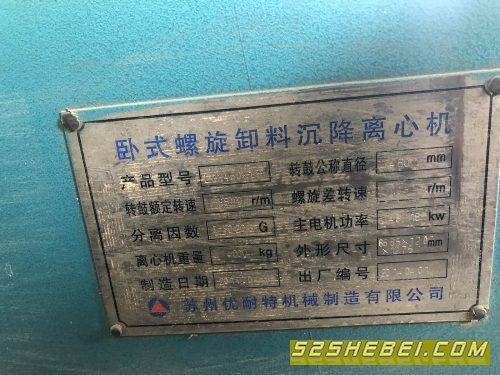 卧式螺旋卸料沉降离心机
产品型号 转鼓公称直径 mm
转鼓额定转速 r/m 螺旋差转速 r/m
分离因数 G 主电机功率 kw
离心机重量 kg 外形尺寸 mm
制造日期 出厂编号
苏州优耐特机械制造有限公司
52SHEBEI.COM